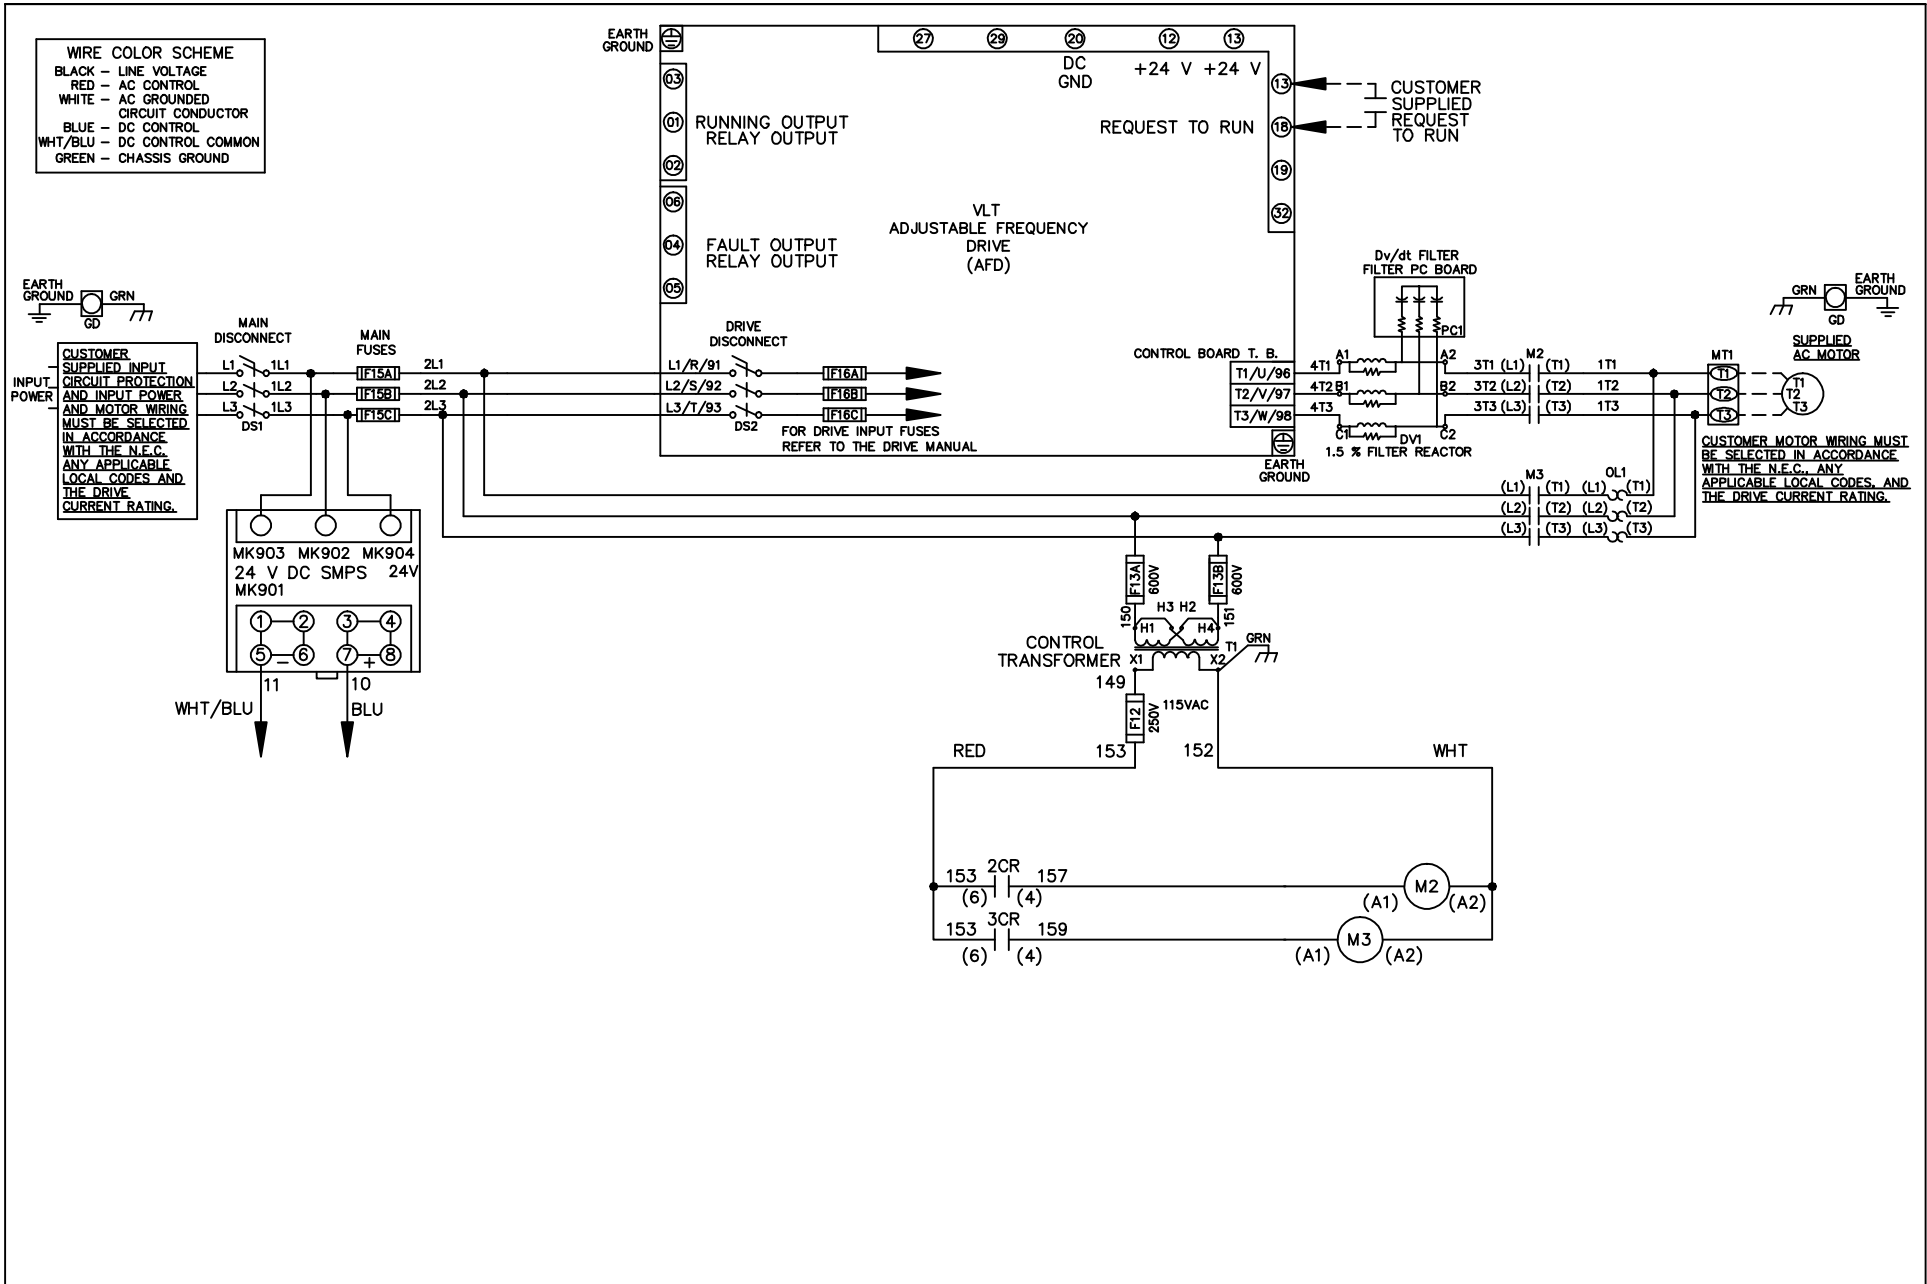 WIRE COLOR SCHEME
BLACK – LINE VOLTAGE
RED – AC CONTROL
WHITE – AC GROUNDED
CIRCUIT CONDUCTOR
BLUE – DC CONTROL
WHT/BLU – DC CONTROL COMMON
GREEN – CHASSIS GROUND
EARTH
GROUND
27 29 20 12 13
DC
GND
+24 V +24 V
03
01
02
RUNNING OUTPUT
RELAY OUTPUT
06
04
05
FAULT OUTPUT
RELAY OUTPUT
VLT
ADJUSTABLE FREQUENCY
DRIVE
(AFD)
REQUEST TO RUN
13
18
19
32
CUSTOMER
SUPPLIED
REQUEST
TO RUN
Dv/dt FILTER
FILTER PC BOARD
PC1
EARTH
GROUND
GRN
GD
INPUT
POWER
CUSTOMER
SUPPLIED INPUT
CIRCUIT PROTECTION
AND INPUT POWER
AND MOTOR WIRING
MUST BE SELECTED
IN ACCORDANCE
WITH THE N.E.C.
ANY APPLICABLE
LOCAL CODES AND
THE DRIVE
CURRENT RATING.
MAIN
DISCONNECT
L1 1L1
L2 1L2
L3 1L3
DS1
MAIN
FUSES
F15A 2L1
F15B 2L2
F15C 2L3
DRIVE
DISCONNECT
L1/R/91
L2/S/92
L3/T/93
DS2
F16A
F16B
F16C
FOR DRIVE INPUT FUSES
REFER TO THE DRIVE MANUAL
CONTROL BOARD T. B.
T1/U/96
T2/V/97
T3/W/98
EARTH
GROUND
4T1 A1 A2
4T2 B1 B2
4T3 C1 C2
DV1
1.5 % FILTER REACTOR
M2
3T1 (L1) (T1) 1T1
3T2 (L2) (T2) 1T2
3T3 (L3) (T3) 1T3
MT1
T1
T2
T3
T1
T2
T3
GRN
GD
EARTH
GROUND
SUPPLIED
AC MOTOR
CUSTOMER MOTOR WIRING MUST
BE SELECTED IN ACCORDANCE
WITH THE N.E.C., ANY
APPLICABLE LOCAL CODES, AND
THE DRIVE CURRENT RATING.
M3 OL1
(L1) (T1) (L1) (T1)
(L2) (T2) (L2) (T2)
(L3) (T3) (L3) (T3)
MK903 MK902 MK904
24 V DC SMPS 24V
MK901
1 2 3 4
5 – 6 7 + 8
11 10
WHT/BLU BLU
F13A 600V
F13B 600V
150 151
H3 H2
H1 H4
CONTROL
TRANSFORMER
X1 X2
T1
GRN
149
F12 250V
115VAC
RED 153 152 WHT
153 2CR 157
(6) (4)
M2
(A1) (A2)
153 3CR 159
(6) (4)
M3
(A1) (A2)